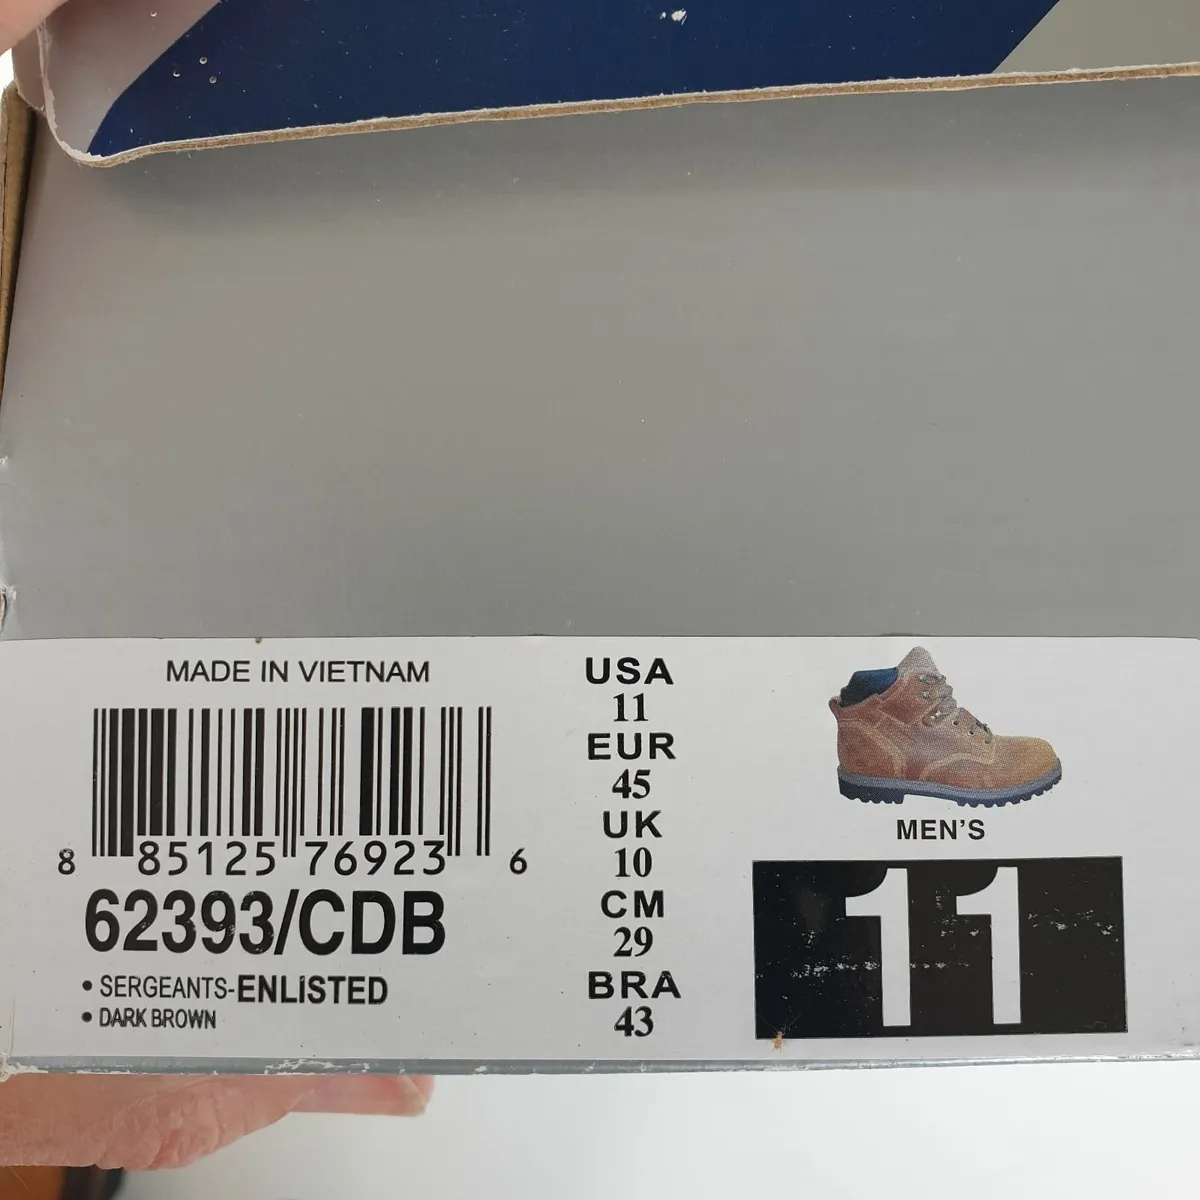 MADE IN VIETNAM
8 85125 76923 6
62393/CDB
• SERGEANTS-ENLISTED
• DARK BROWN
USA
11
EUR
45
UK
10
CM
29
BRA
43
MEN'S
11